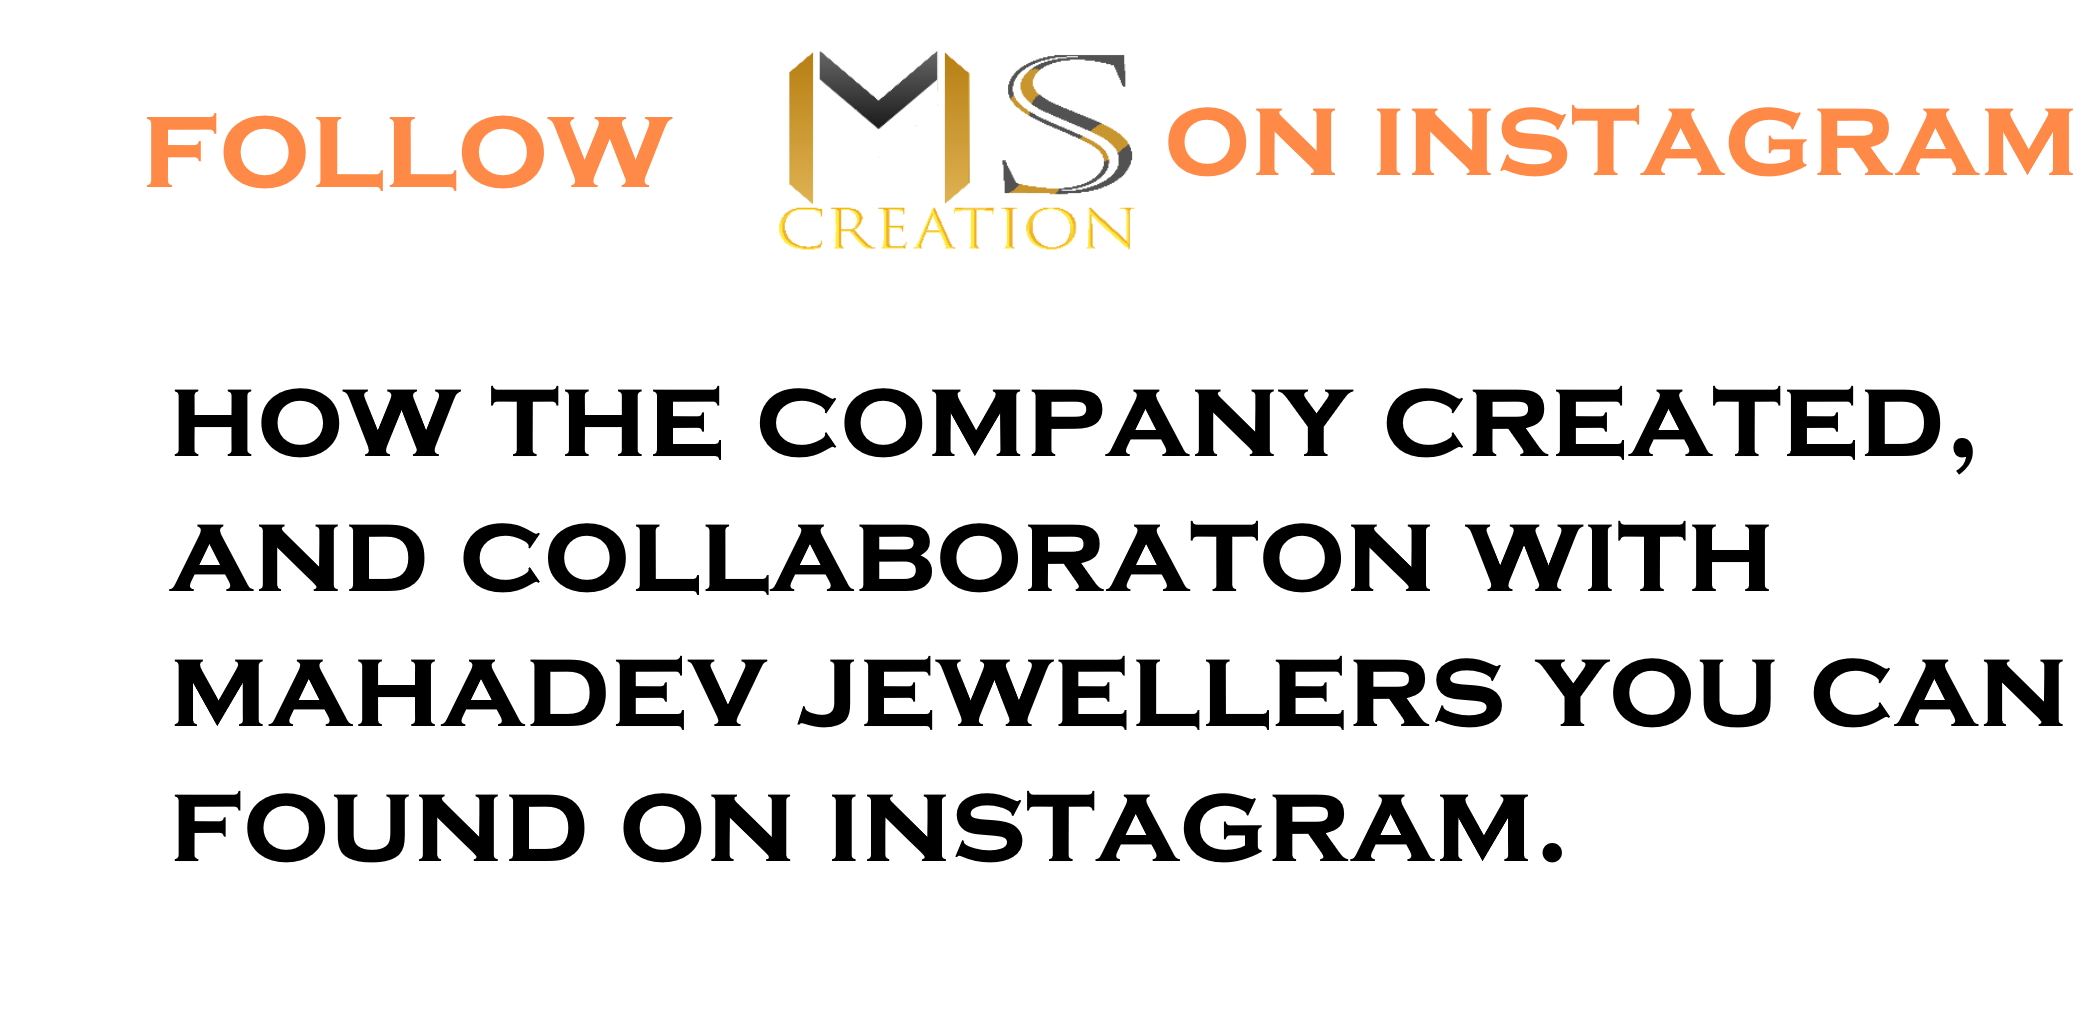 FOLLOW MS ON INSTAGRAM
CREATION
HOW THE COMPANY CREATED,
AND COLLABORATON WITH
MAHADEV JEWELLERS YOU CAN
FOUND ON INSTAGRAM.